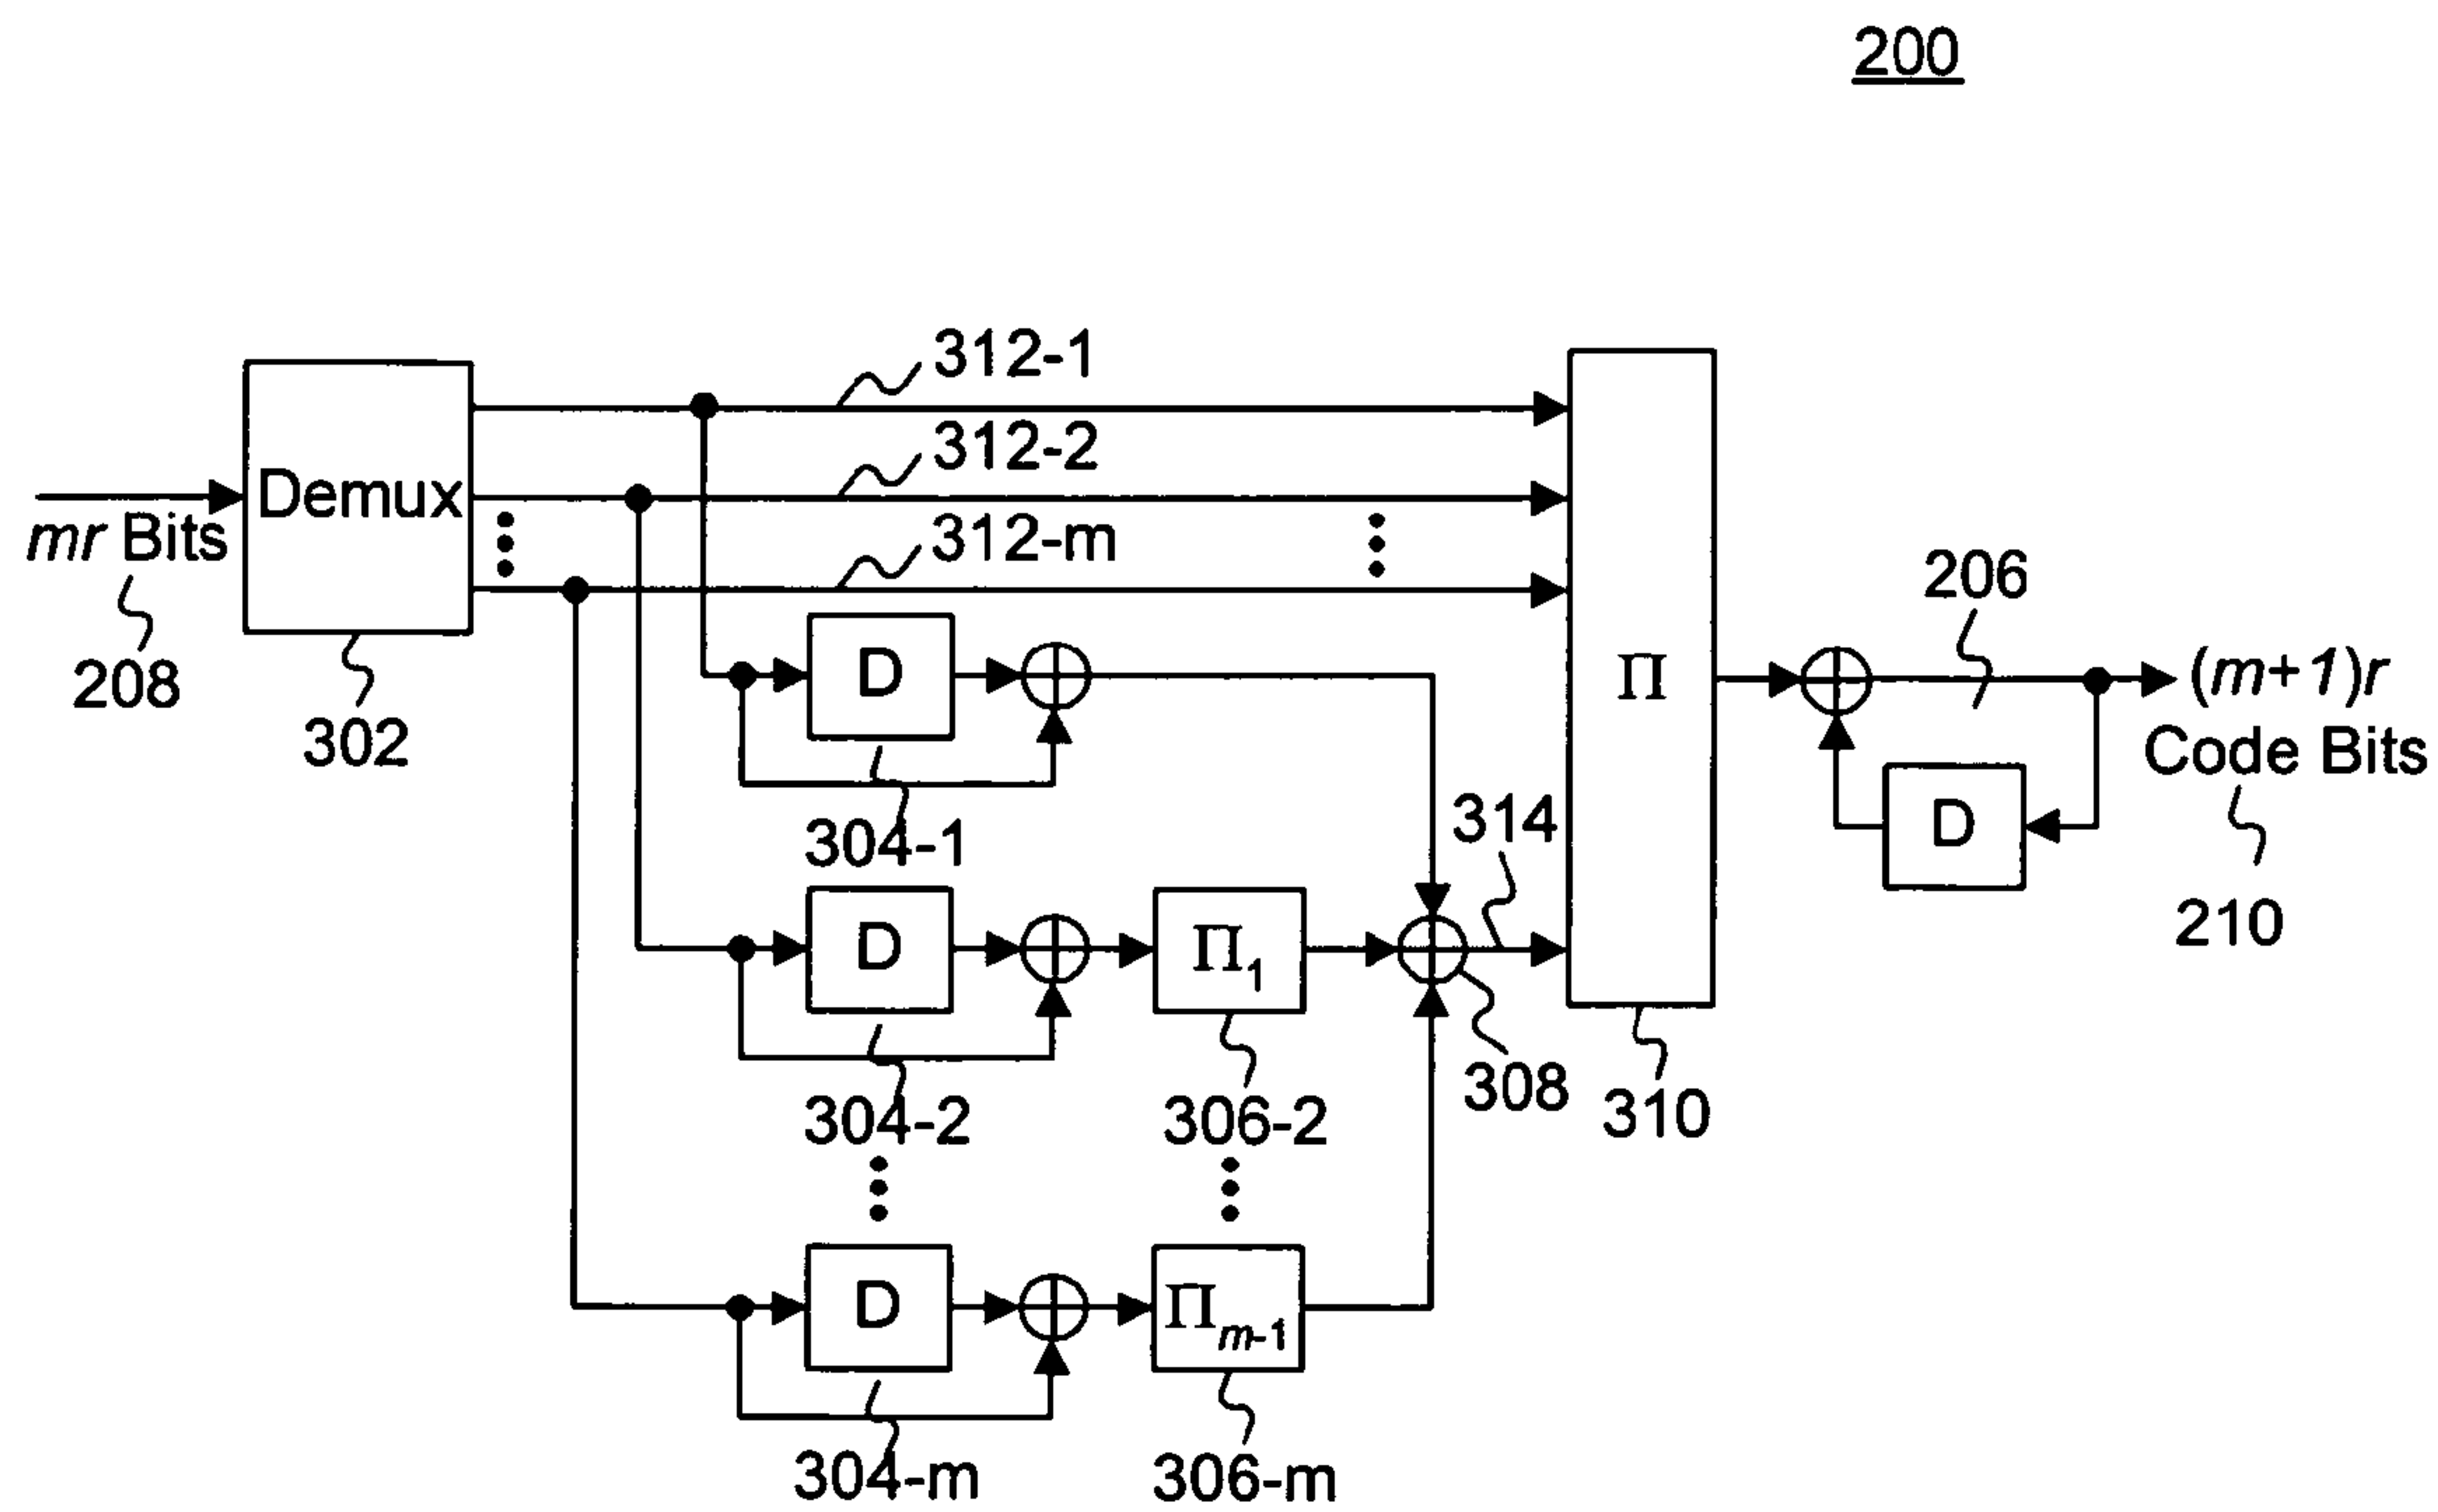 200
312-1
312-2
312-m
Demux
mr Bits
208
302
D
304-1
D
Π1
304-2
306-2
D
Πm-1
304-m
306-m
314
308
Π
310
206
D
(m+1)r
Code Bits
210